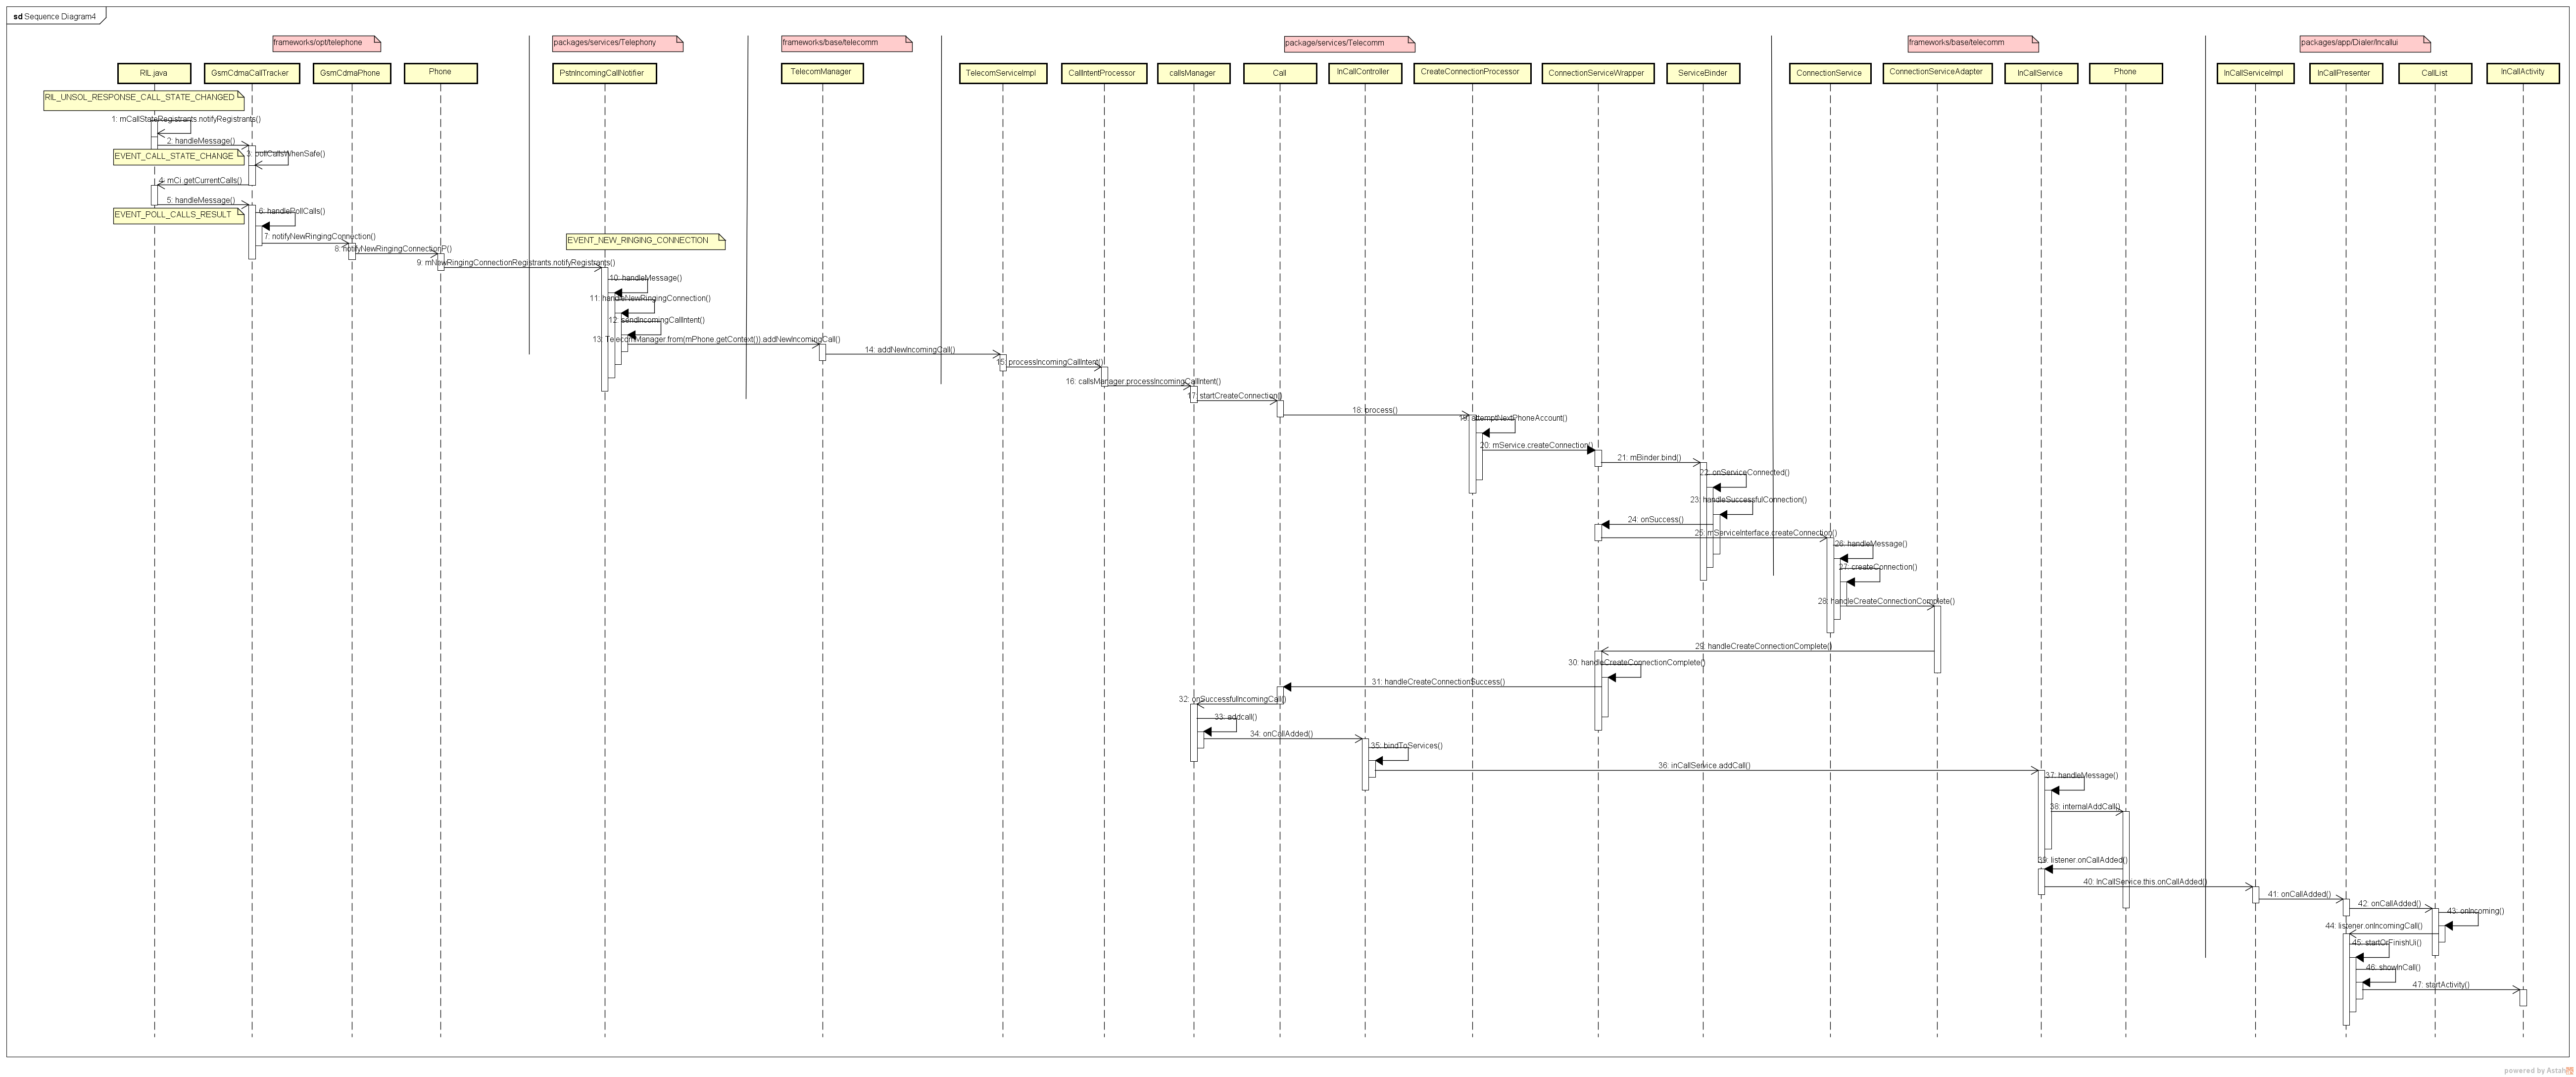 sd Sequence Diagram4
frameworks/opt/telephone
packages/services/Telephony
frameworks/base/telecomm
package/services/Telecomm
frameworks/base/telecomm
packages/app/Dialer/Incallui
RIL.java
GsmCdmaCallTracker
GsmCdmaPhone
Phone
PstnIncomingCallNotifier
TelecomManager
TelecomServiceImpl
CallIntentProcessor
callsManager
Call
InCallController
CreateConnectionProcessor
ConnectionServiceWrapper
ServiceBinder
ConnectionService
ConnectionServiceAdapter
InCallService
Phone
InCallServiceImpl
InCallPresenter
CallList
InCallActivity
RIL_UNSOL_RESPONSE_CALL_STATE_CHANGED
1: mCallStateRegistrants.notifyRegistrants()
2: handleMessage()
EVENT_CALL_STATE_CHANGE
3: pollCallsWhenSafe()
4: mCi.getCurrentCalls()
5: handleMessage()
EVENT_POLL_CALLS_RESULT
6: handlePollCalls()
7: notifyNewRingingConnection()
8: notifyNewRingingConnectionP()
EVENT_NEW_RINGING_CONNECTION
9: mNewRingingConnectionRegistrants.notifyRegistrants()
10: handleMessage()
11: handleNewRingingConnection()
12: sendIncomingCallIntent()
13: TelecomManager.from(mPhone.getContext()).addNewIncomingCall()
14: addNewIncomingCall()
15: processIncomingCallIntent()
16: callsManager.processIncomingCallIntent()
17: startCreateConnection()
18: process()
19: attemptNextPhoneAccount()
20: mService.createConnection()
21: mBinder.bind()
22: onServiceConnected()
23: handleSuccessfulConnection()
24: onSuccess()
25: mServiceInterface.createConnection()
26: handleMessage()
27: createConnection()
28: handleCreateConnectionComplete()
29: handleCreateConnectionComplete()
30: handleCreateConnectionComplete()
31: handleCreateConnectionSuccess()
32: onSuccessfulIncomingCall()
33: addcall()
34: onCallAdded()
35: bindToServices()
36: inCallService.addCall()
37: handleMessage()
38: internalAddCall()
39: listener.onCallAdded()
40: InCallService.this.onCallAdded()
41: onCallAdded()
42: onCallAdded()
43: onIncoming()
44: listener.onIncomingCall()
45: startOrFinishUi()
46: showInCall()
47: startActivity()
powered by Astah